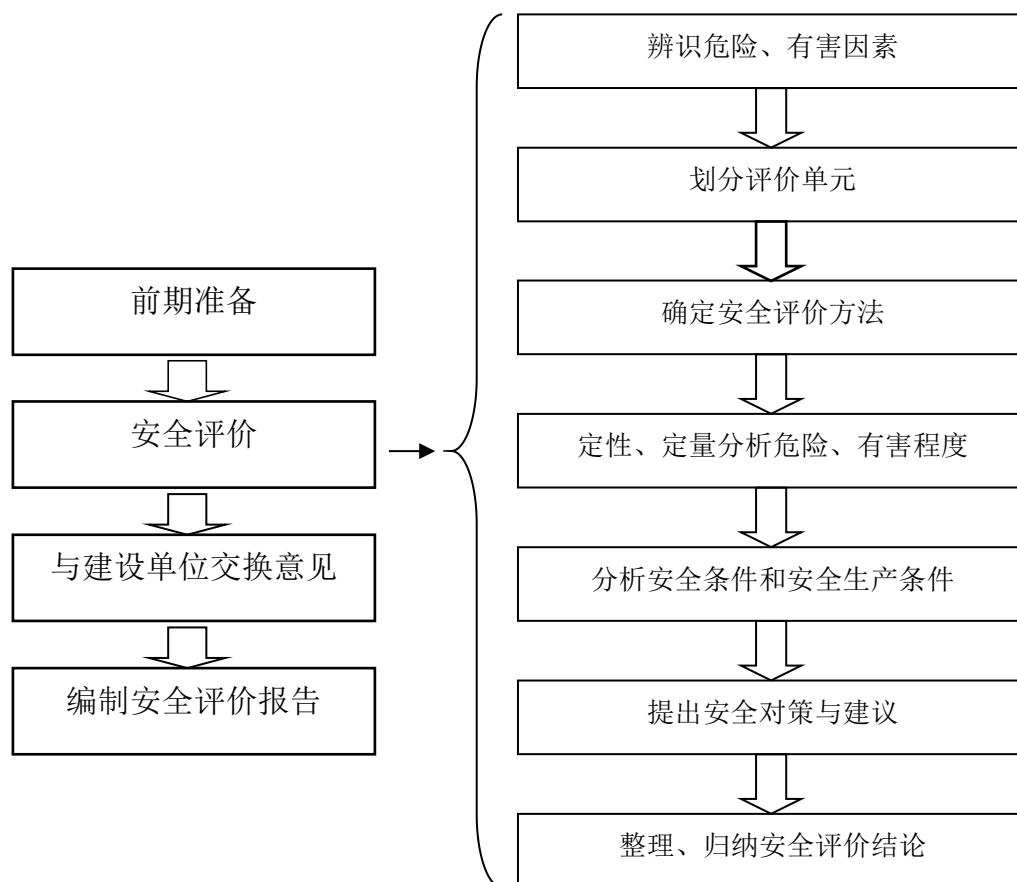 前期准备
安全评价
与建设单位交换意见
编制安全评价报告
辨识危险、有害因素
划分评价单元
确定安全评价方法
定性、定量分析危险、有害程度
分析安全条件和安全生产条件
提出安全对策与建议
整理、归纳安全评价结论